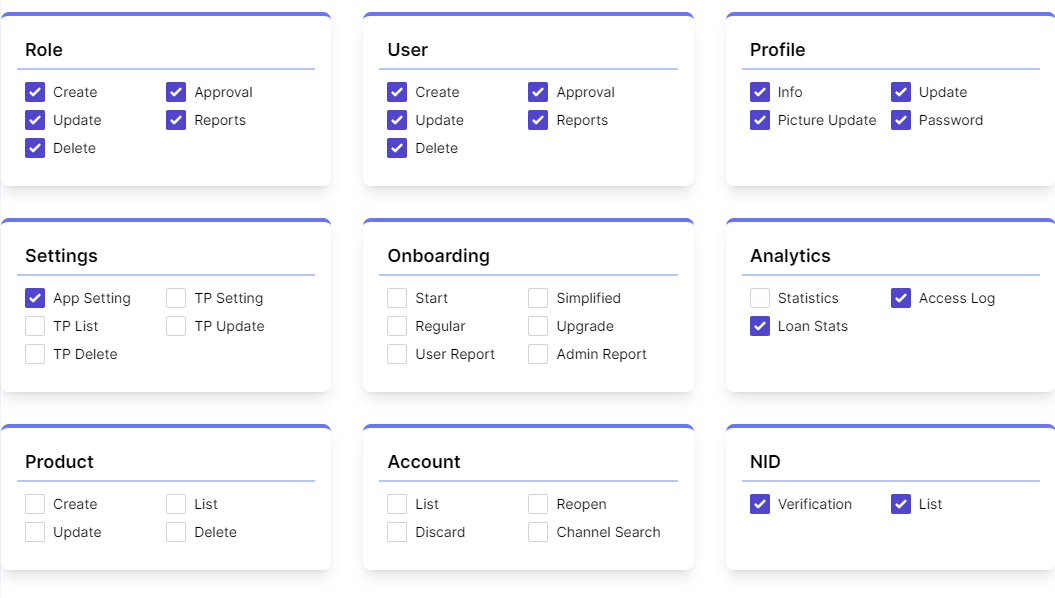 Role
Create Approval
Update Reports
Delete
User
Create Approval
Update Reports
Delete
Profile
Info Update
Picture Update Password
Settings
App Setting TP Setting
TP List TP Update
TP Delete
Onboarding
Start Simplified
Regular Upgrade
User Report Admin Report
Analytics
Statistics Access Log
Loan Stats
Product
Create List
Update Delete
Account
List Reopen
Discard Channel Search
NID
Verification List